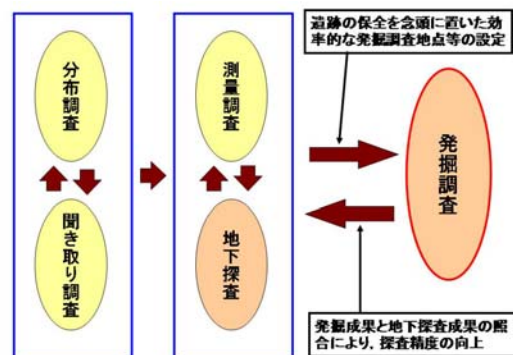 遺跡の保全を念頭に置いた効
率的な発掘調査地点等の設定
分布調査
聞き取り調査
測量調査
地下探査
発掘調査
発掘成果と地下探査成果の照
合により、探査精度の向上